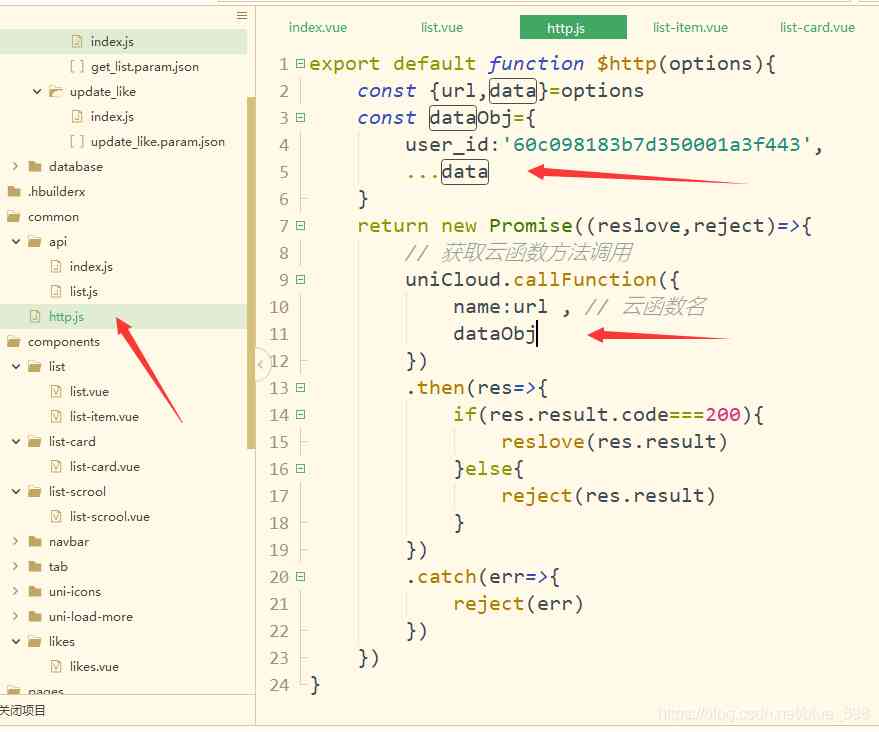 index.js
get_list.param.json
update_like
index.js
update_like.param.json
database
.hbuilderx
common
api
index.js
list.js
http.js
components
list
list.vue
list-item.vue
list-card
list-card.vue
list-scrool
list-scrool.vue
navbar
tab
uni-icons
uni-load-more
likes
likes.vue
pages
关闭项目
index.vue list.vue http.js list-item.vue list-card.vue
1 export default function $http(options){
2 const {url,data}=options
3 const dataObj={
4 user_id:'60c098183b7d350001a3f443',
5 ...data
6 }
7 return new Promise((reslove,reject)=>{
8 // 获取云函数方法调用
9 uniCloud.callFunction({
10 name:url , // 云函数名
11 dataObj
12 })
13 .then(res=>{
14 if(res.result.code===200){
15 reslove(res.result)
16 }else{
17 reject(res.result)
18 }
19 })
20 .catch(err=>{
21 reject(err)
22 })
23 })
24 }